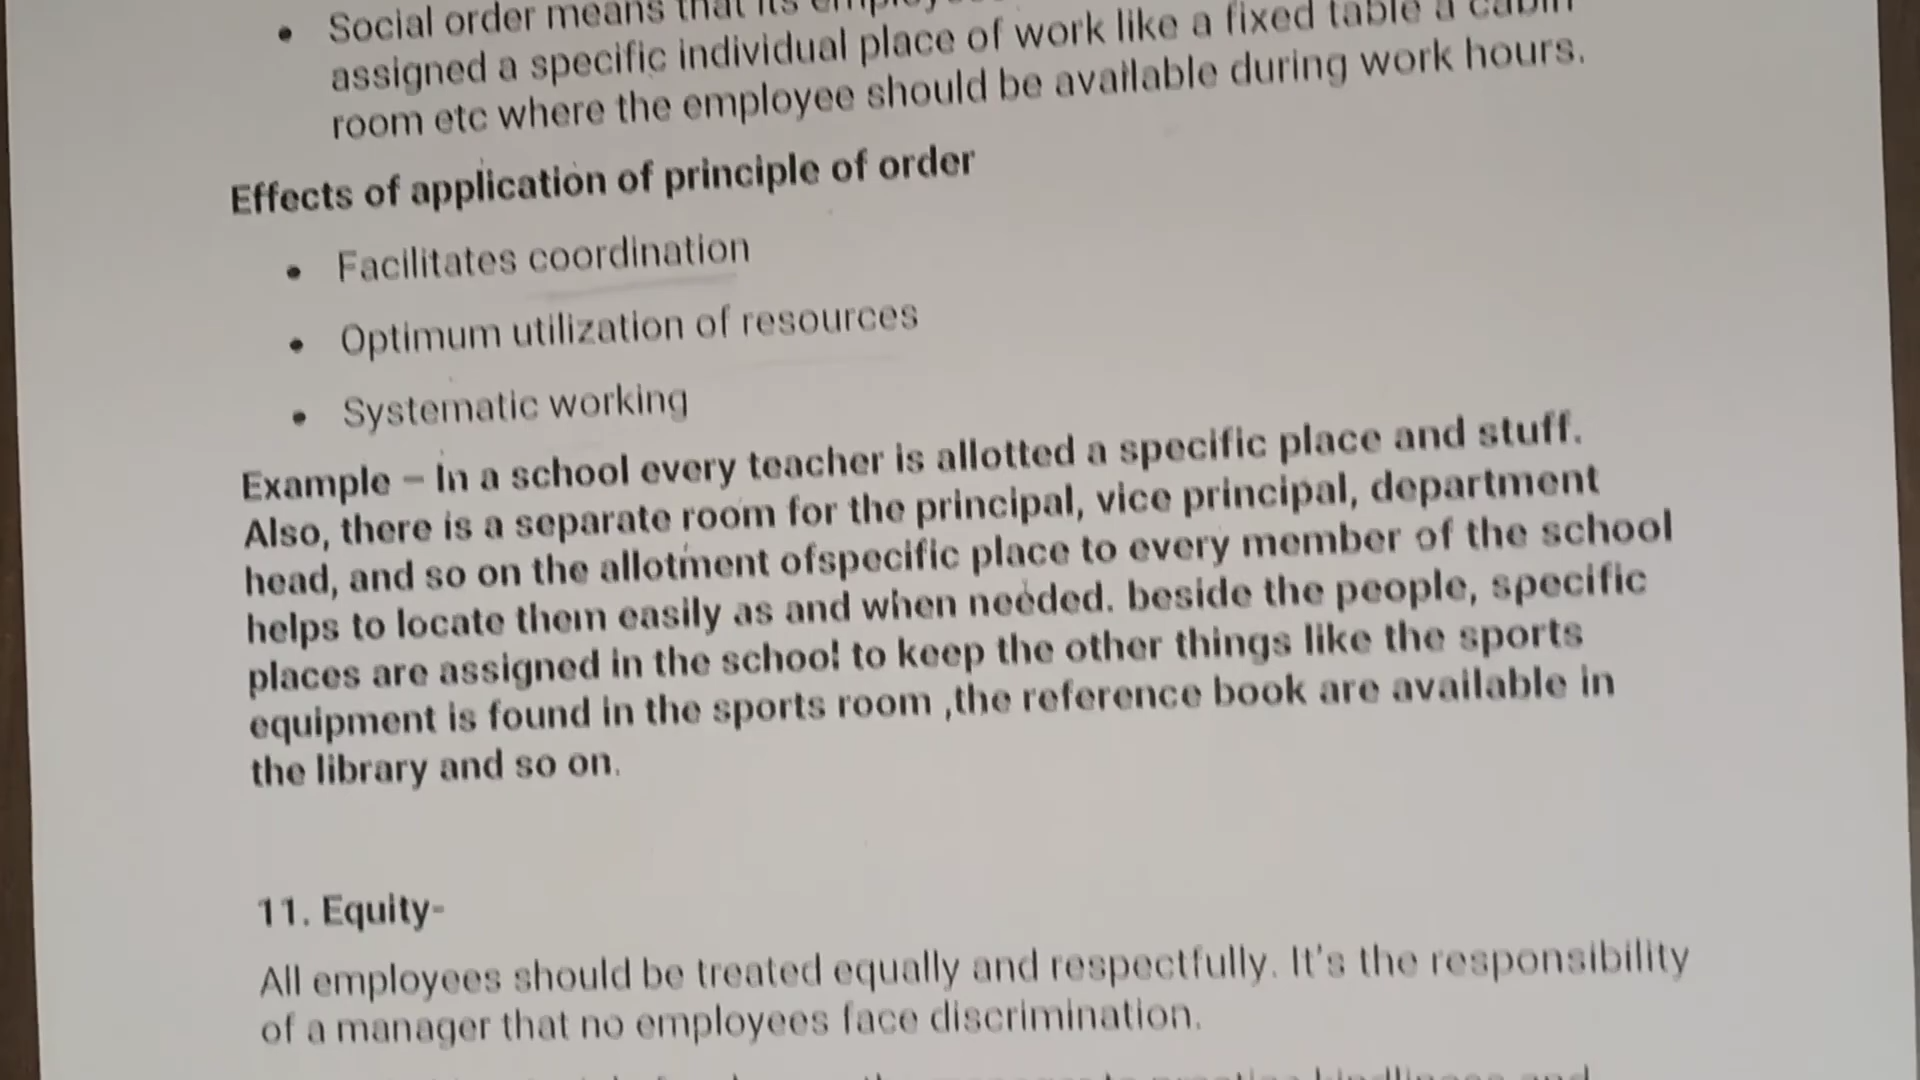 • Social order means that its
assigned a specific individual place of work like a fixed table a cabin
room etc where the employee should be available during work hours.
Effects of application of principle of order
• Facilitates coordination
• Optimum utilization of resources
• Systematic working
Example – In a school every teacher is allotted a specific place and stuff.
Also, there is a separate room for the principal, vice principal, department
head, and so on the allotment ofspecific place to every member of the school
helps to locate them easily as and when needed. beside the people, specific
places are assigned in the school to keep the other things like the sports
equipment is found in the sports room ,the reference book are available in
the library and so on.
11. Equity-
All employees should be treated equally and respectfully. It's the responsibility
of a manager that no employees face discrimination.